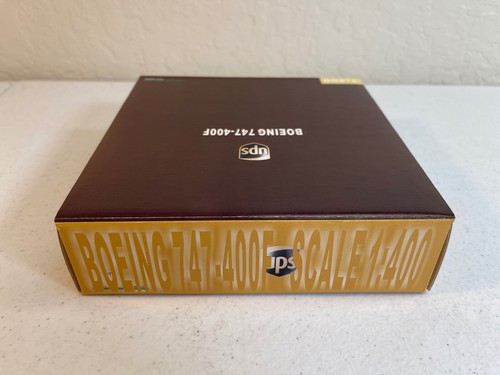 BOEING 747-400F
ups
BOEING 747-400F ups SCALE 1:400